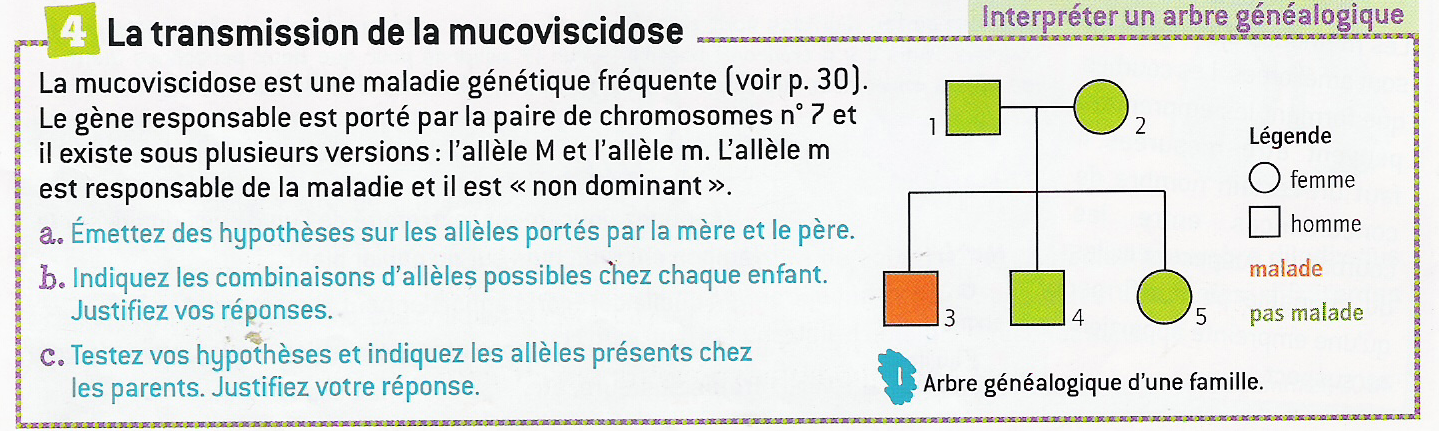 Interpréter un arbre généalogique
4 La transmission de la mucoviscidose
La mucoviscidose est une maladie génétique fréquente (voir p. 30).
Le gène responsable est porté par la paire de chromosomes n° 7 et
il existe sous plusieurs versions : l'allèle M et l'allèle m. L'allèle m
est responsable de la maladie et il est « non dominant ».
a. Émettez des hypothèses sur les allèles portés par la mère et le père.
b. Indiquez les combinaisons d'allèles possibles chez chaque enfant.
Justifiez vos réponses.
c. Testez vos hypothèses et indiquez les allèles présents chez
les parents. Justifiez votre réponse.
1
2
3
4
5
Légende
femme
homme
malade
pas malade
1 Arbre généalogique d'une famille.